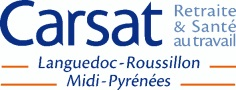 Carsat
Retraite
& Santé
au travail
Languedoc-Roussillon
Midi-Pyrénées